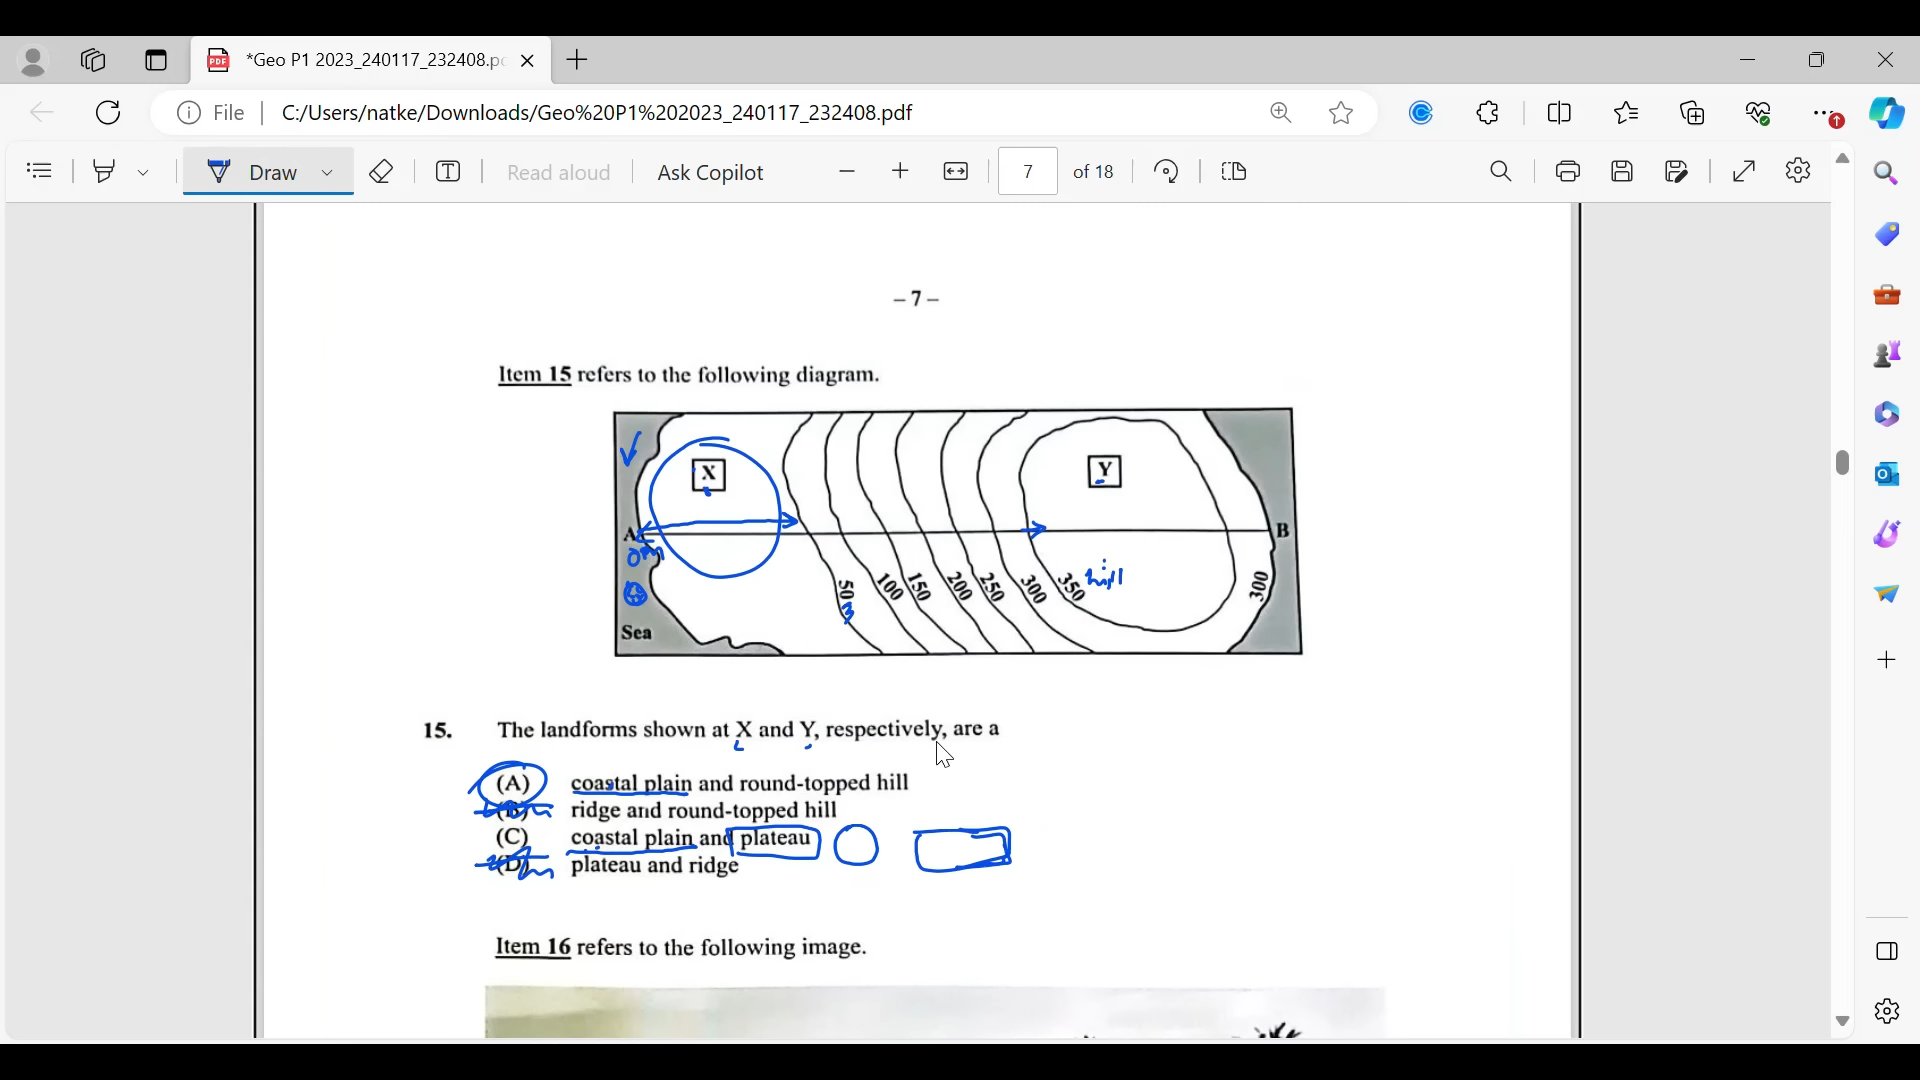 *Geo P1 2023_240117_232408.p
File
C:/Users/natke/Downloads/Geo%20P1%202023_240117_232408.pdf
Draw
Read aloud
Ask Copilot
7
of 18
– 7 –
Item 15 refers to the following diagram.
X
Y
A
B
0m
hill
50
100
150
200
250
300
350
300
Sea
15. The landforms shown at X and Y, respectively, are a
(A) coastal plain and round-topped hill
(B) ridge and round-topped hill
(C) coastal plain and plateau
(D) plateau and ridge
Item 16 refers to the following image.